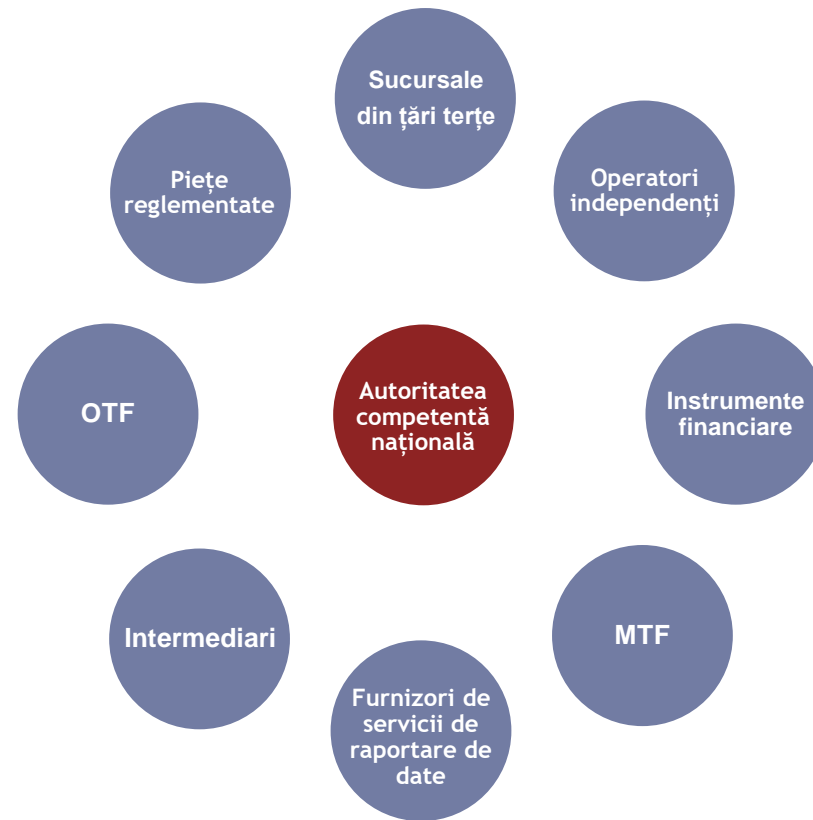 Sucursale
din țări terțe
Piețe
reglementate
Operatori
independenți
OTF
Autoritatea
competentă
națională
Instrumente
financiare
Intermediari
MTF
Furnizori de
servicii de
raportare de
date